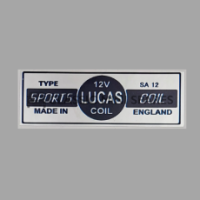 TYPE 12V SA 12
SPORTS LUCAS COIL
MADE IN COIL ENGLAND